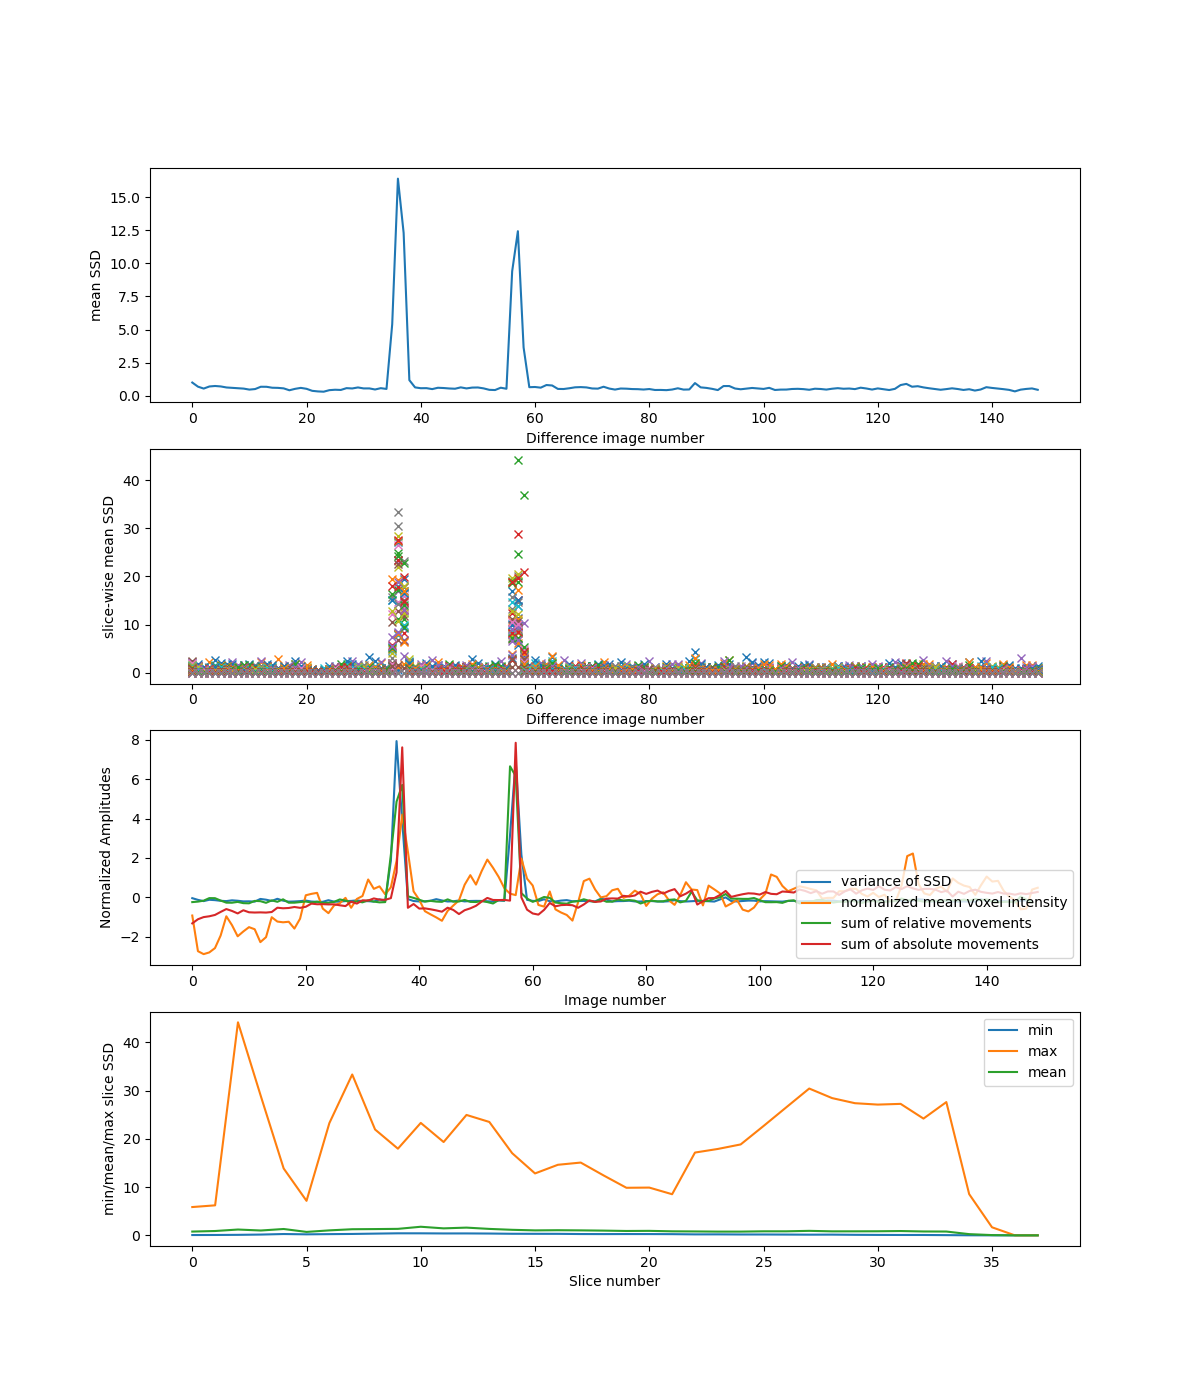 mean SSD
15.0
12.5
10.0
7.5
5.0
2.5
0.0
0 20 40 60 80 100 120 140
Difference image number
slice-wise mean SSD
40
30
20
10
0
0 20 40 60 80 100 120 140
Difference image number
Normalized Amplitudes
8
6
4
2
0
−2
variance of SSD
normalized mean voxel intensity
sum of relative movements
sum of absolute movements
0 20 40 60 80 100 120 140
Image number
min/mean/max slice SSD
40
30
20
10
0
min
max
mean
0 5 10 15 20 25 30 35
Slice number